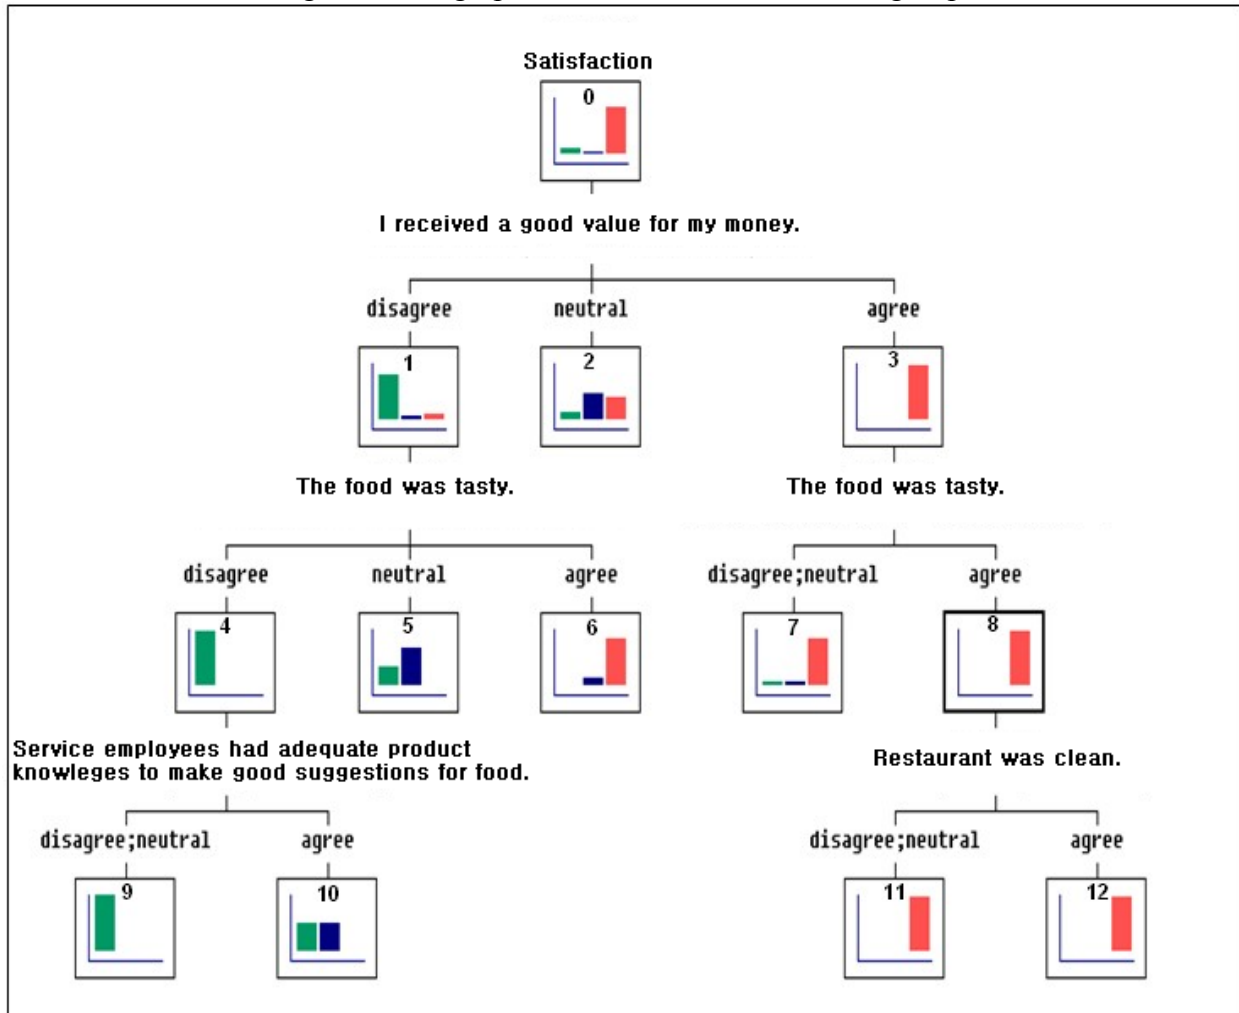 Satisfaction
0
I received a good value for my money.
disagree neutral agree
1 2 3
The food was tasty. The food was tasty.
disagree neutral agree disagree;neutral agree
4 5 6 7 8
Service employees had adequate product
knowleges to make good suggestions for food.
Restaurant was clean.
disagree;neutral agree disagree;neutral agree
9 10 11 12